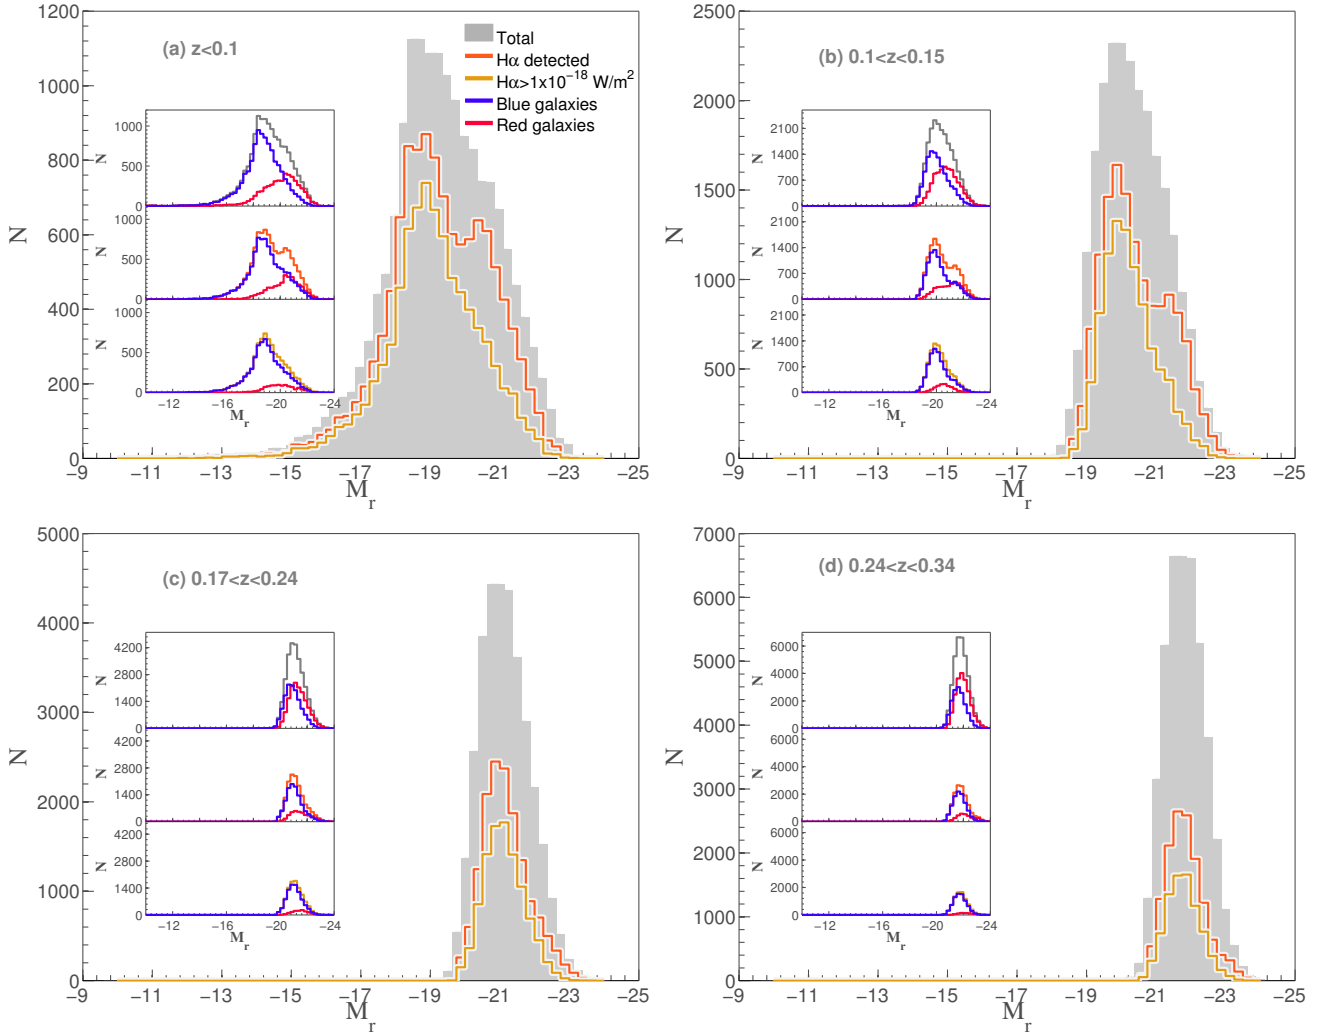 (a) z<0.1
Total
Hα detected
Hα>1x10⁻¹⁸ W/m²
Blue galaxies
Red galaxies
1200
1000
800
600
400
200
0
N
1000
500
0
N
1000
500
0
N
1000
500
0
N
−12 −16 −20 −24
M_r
−9 −11 −13 −15 −17 −19 −21 −23 −25
M_r
(b) 0.1<z<0.15
2500
2000
1500
1000
500
0
N
2100
1400
700
0
N
2100
1400
700
0
N
2100
1400
700
0
N
−12 −16 −20 −24
M_r
−9 −11 −13 −15 −17 −19 −21 −23 −25
M_r
(c) 0.17<z<0.24
5000
4000
3000
2000
1000
0
N
4200
2800
1400
0
N
4200
2800
1400
0
N
4200
2800
1400
0
N
−12 −16 −20 −24
M_r
−9 −11 −13 −15 −17 −19 −21 −23 −25
M_r
(d) 0.24<z<0.34
7000
6000
5000
4000
3000
2000
1000
0
N
6000
4000
2000
0
N
6000
4000
2000
0
N
6000
4000
2000
0
N
−12 −16 −20 −24
M_r
−9 −11 −13 −15 −17 −19 −21 −23 −25
M_r